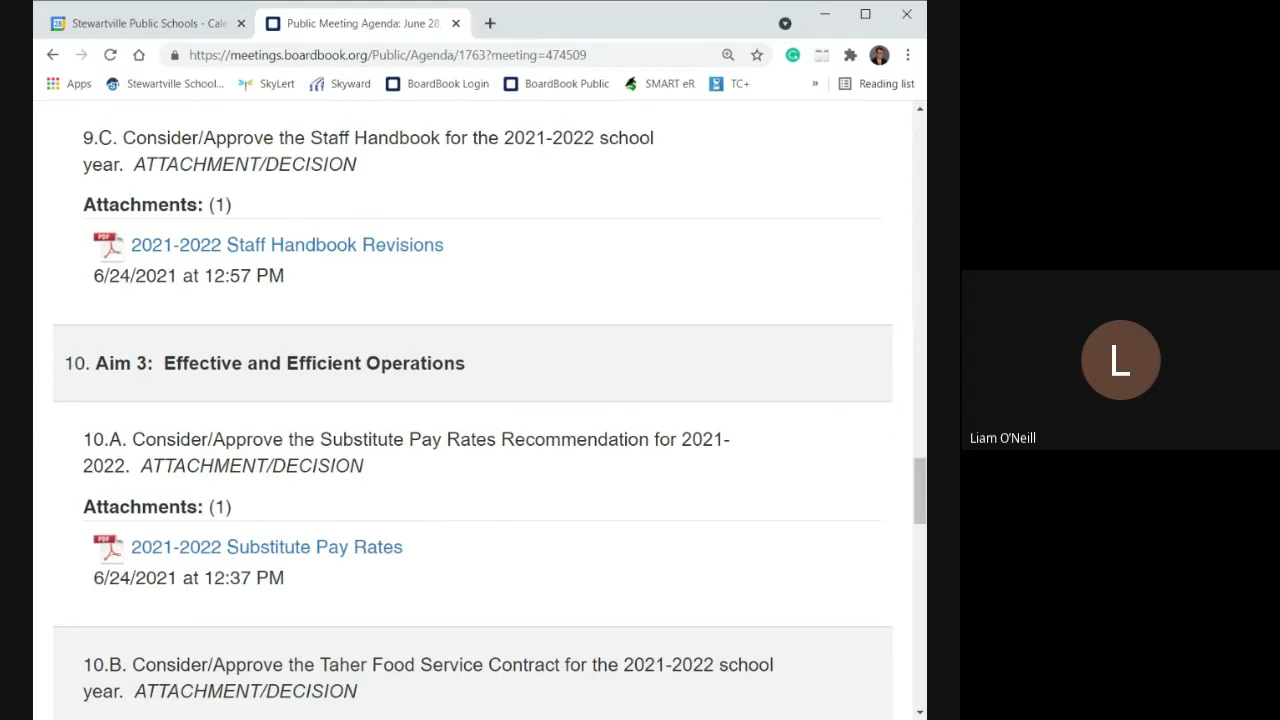 Stewartville Public Schools - Cale
Public Meeting Agenda: June 28,
https://meetings.boardbook.org/Public/Agenda/1763?meeting=474509
Apps Stewartville School... SkyLert Skyward BoardBook Login BoardBook Public SMART eR TC+ » Reading list
9.C. Consider/Approve the Staff Handbook for the 2021-2022 school
year. ATTACHMENT/DECISION
Attachments: (1)
PDF 2021-2022 Staff Handbook Revisions
6/24/2021 at 12:57 PM
10. Aim 3: Effective and Efficient Operations
10.A. Consider/Approve the Substitute Pay Rates Recommendation for 2021-
2022. ATTACHMENT/DECISION
Attachments: (1)
PDF 2021-2022 Substitute Pay Rates
6/24/2021 at 12:37 PM
10.B. Consider/Approve the Taher Food Service Contract for the 2021-2022 school
year. ATTACHMENT/DECISION
L
Liam O'Neill